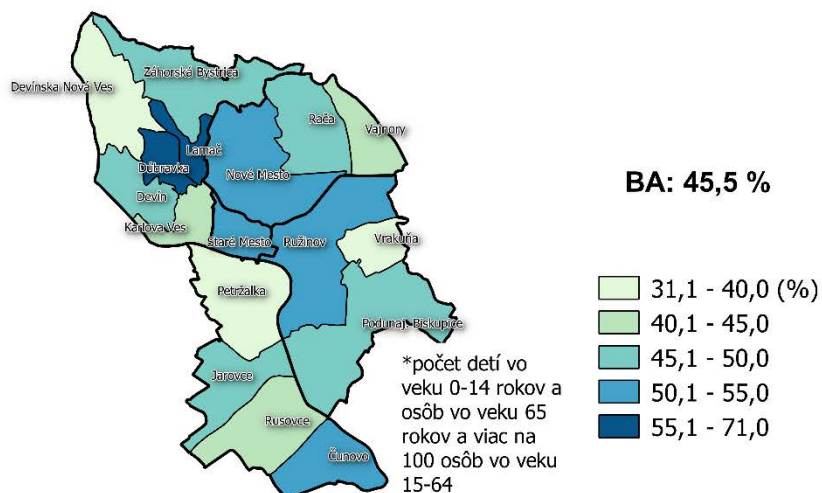 Záhorská Bystrica
Devínska Nová Ves
Rača
Vajnory
Lamač
Dúbravka
Nové Mesto
Devín
Karlova Ves
Staré Mesto
Ružinov
Vrakuňa
Petržalka
Podunaj. Biskupice
Jarovce
Rusovce
Čunovo
*počet detí vo
veku 0-14 rokov a
osôb vo veku 65
rokov a viac na
100 osôb vo veku
15-64
BA: 45,5 %
31,1 - 40,0 (%)
40,1 - 45,0
45,1 - 50,0
50,1 - 55,0
55,1 - 71,0